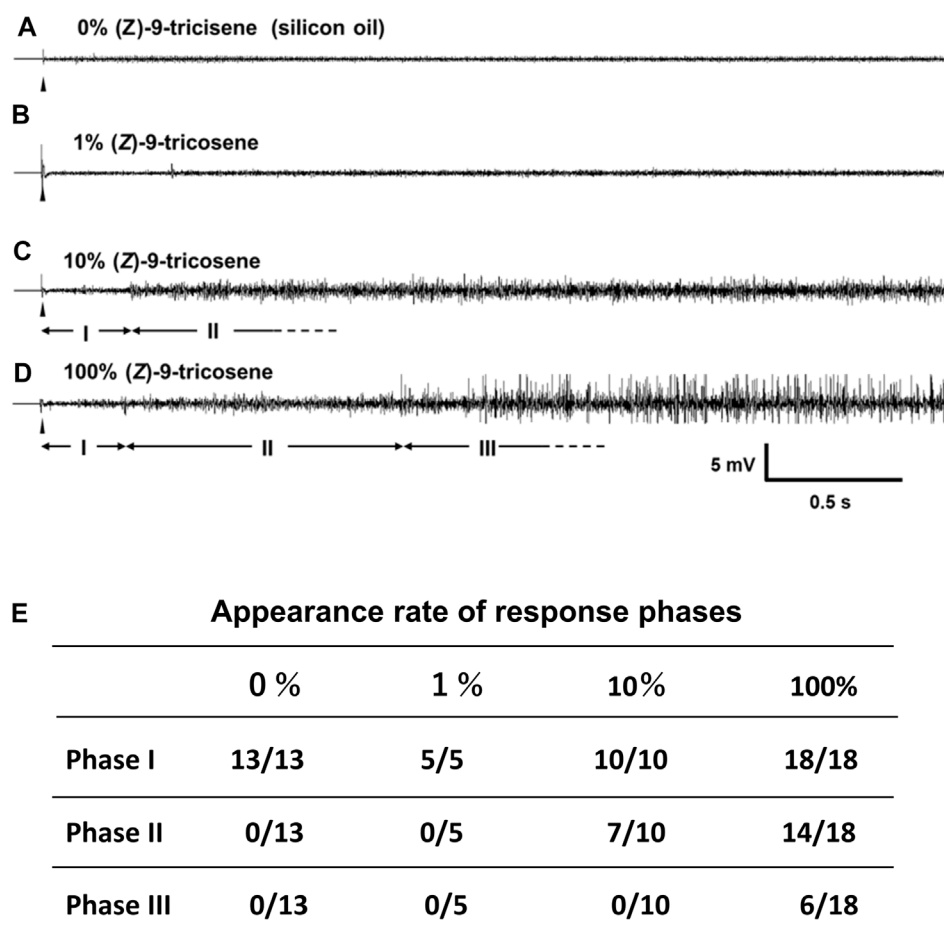 A 0% (Z)-9-tricisene (silicon oil)
B
1% (Z)-9-tricosene
C
10% (Z)-9-tricosene
I II
D 100% (Z)-9-tricosene
I II III
5 mV
0.5 s
E Appearance rate of response phases
0 % 1 % 10% 100%
Phase I 13/13 5/5 10/10 18/18
Phase II 0/13 0/5 7/10 14/18
Phase III 0/13 0/5 0/10 6/18